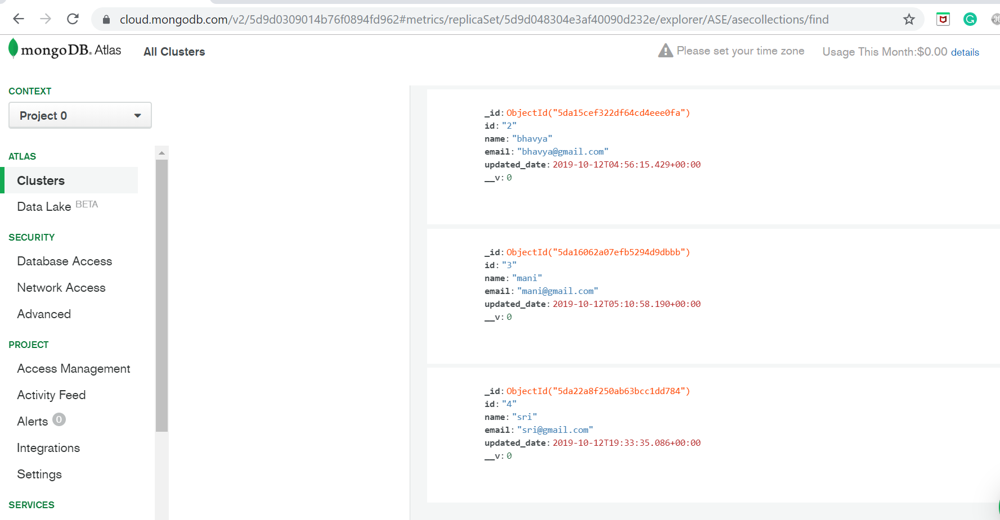 cloud.mongodb.com/v2/5d9d0309014b76f0894fd962#metrics/replicaSet/5d9d048304e3af40090d232e/explorer/ASE/asecollections/find
mongoDB. Atlas
All Clusters
Please set your time zone
Usage This Month:$0.00 details
CONTEXT
Project 0
ATLAS
Clusters
Data Lake BETA
SECURITY
Database Access
Network Access
Advanced
PROJECT
Access Management
Activity Feed
Alerts 0
Integrations
Settings
SERVICES
_id: ObjectId("5da15cef322df64cd4eee0fa")
id: "2"
name: "bhavya"
email: "bhavya@gmail.com"
updated_date: 2019-10-12T04:56:15.429+00:00
__v: 0
_id: ObjectId("5da16062a07efb5294d9dbbb")
id: "3"
name: "mani"
email: "mani@gmail.com"
updated_date: 2019-10-12T05:10:58.190+00:00
__v: 0
_id: ObjectId("5da22a8f250ab63bcc1dd784")
id: "4"
name: "sri"
email: "sri@gmail.com"
updated_date: 2019-10-12T19:33:35.086+00:00
__v: 0